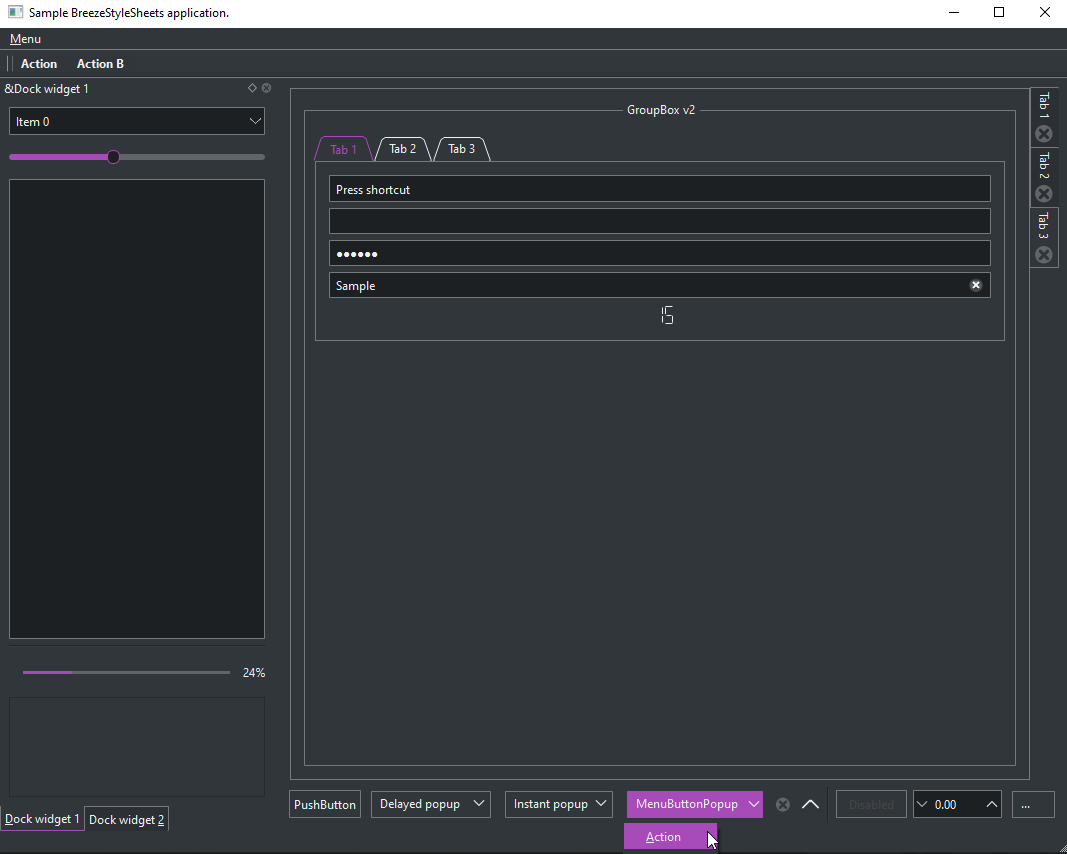 Sample BreezeStyleSheets application.
Menu
Action Action B
&Dock widget 1
Item 0
24%
Dock widget 1 Dock widget 2
GroupBox v2
Tab 1 Tab 2 Tab 3
Press shortcut
••••••
Sample
15
Tab 1
Tab 2
Tab 3
PushButton Delayed popup Instant popup MenuButtonPopup Disabled 0.00 ...
Action